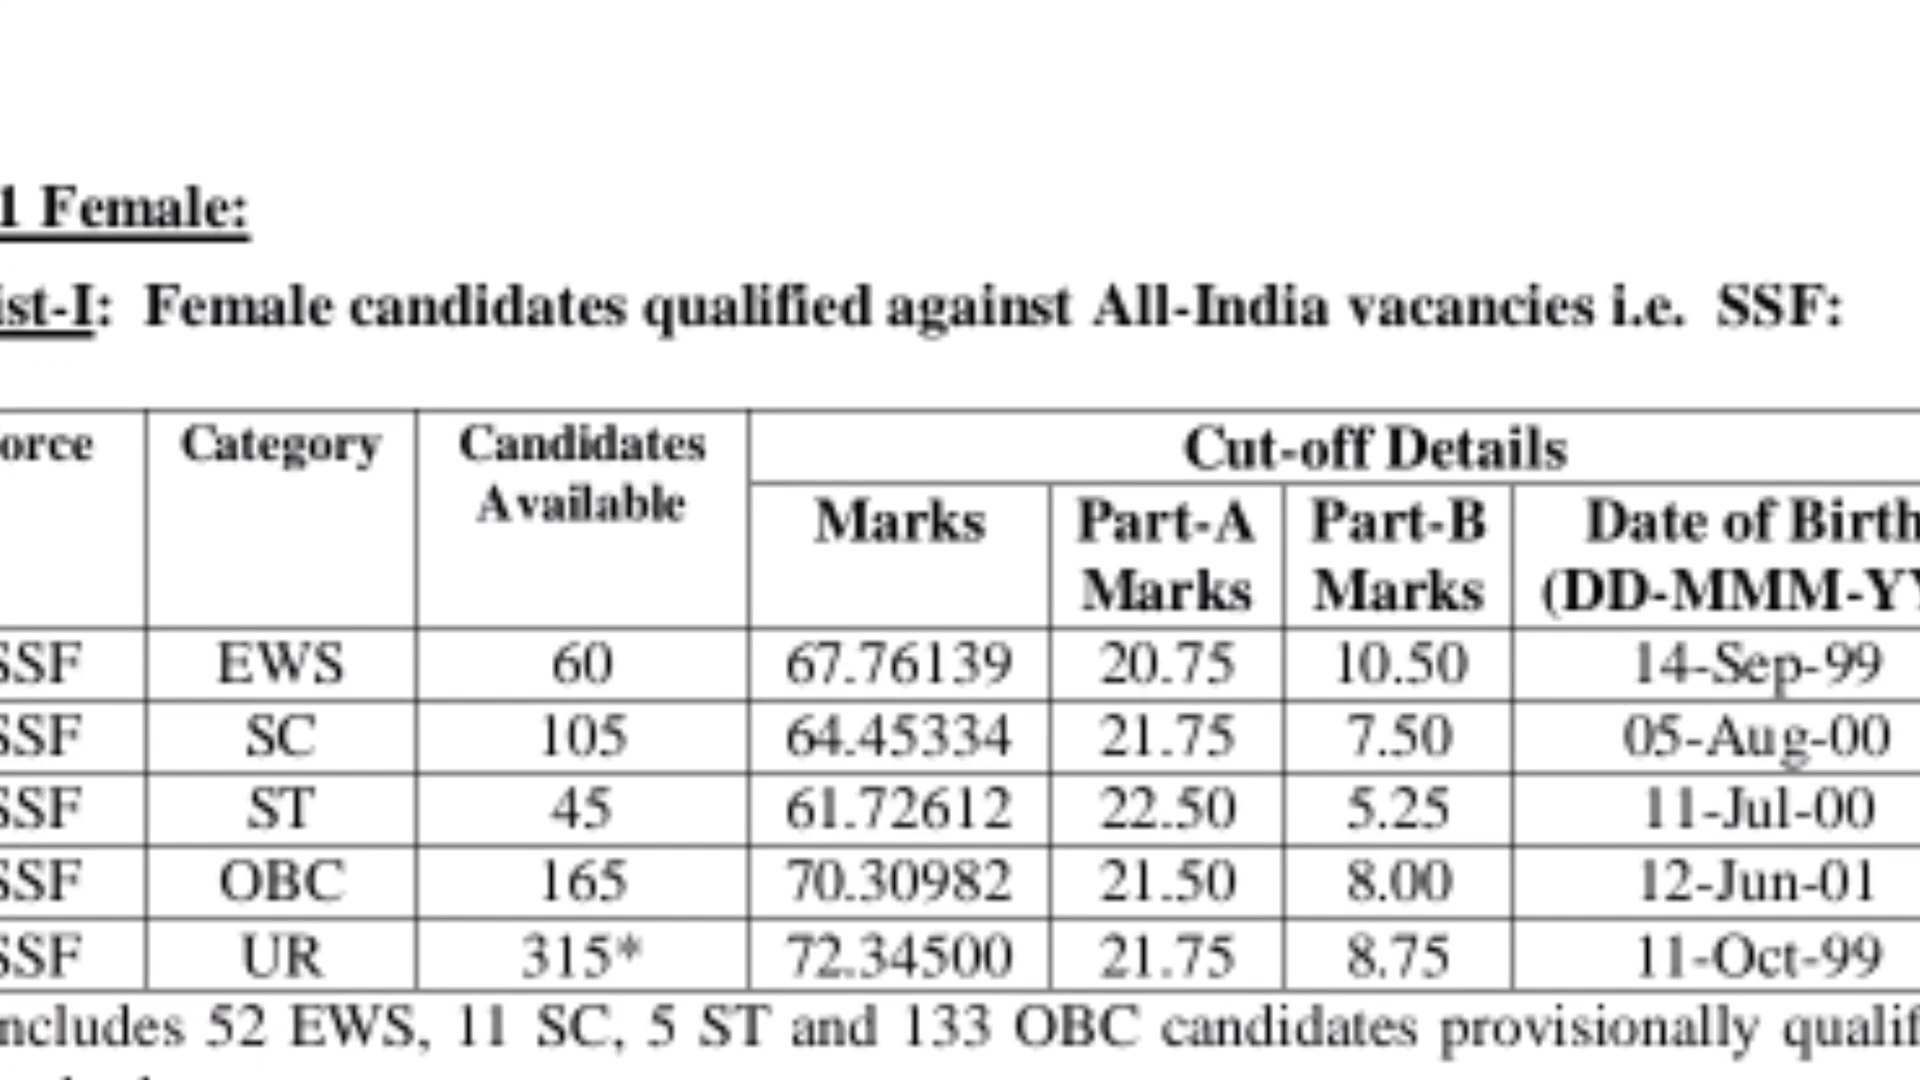 1 Female:
ist-I: Female candidates qualified against All-India vacancies i.e. SSF:
orce Category Candidates Available Cut-off Details
Marks Part-A Marks Part-B Marks Date of Birth (DD-MMM-YY
SSF EWS 60 67.76139 20.75 10.50 14-Sep-99
SSF SC 105 64.45334 21.75 7.50 05-Aug-00
SSF ST 45 61.72612 22.50 5.25 11-Jul-00
SSF OBC 165 70.30982 21.50 8.00 12-Jun-01
SSF UR 315* 72.34500 21.75 8.75 11-Oct-99
ncludes 52 EWS, 11 SC, 5 ST and 133 OBC candidates provisionally qualif